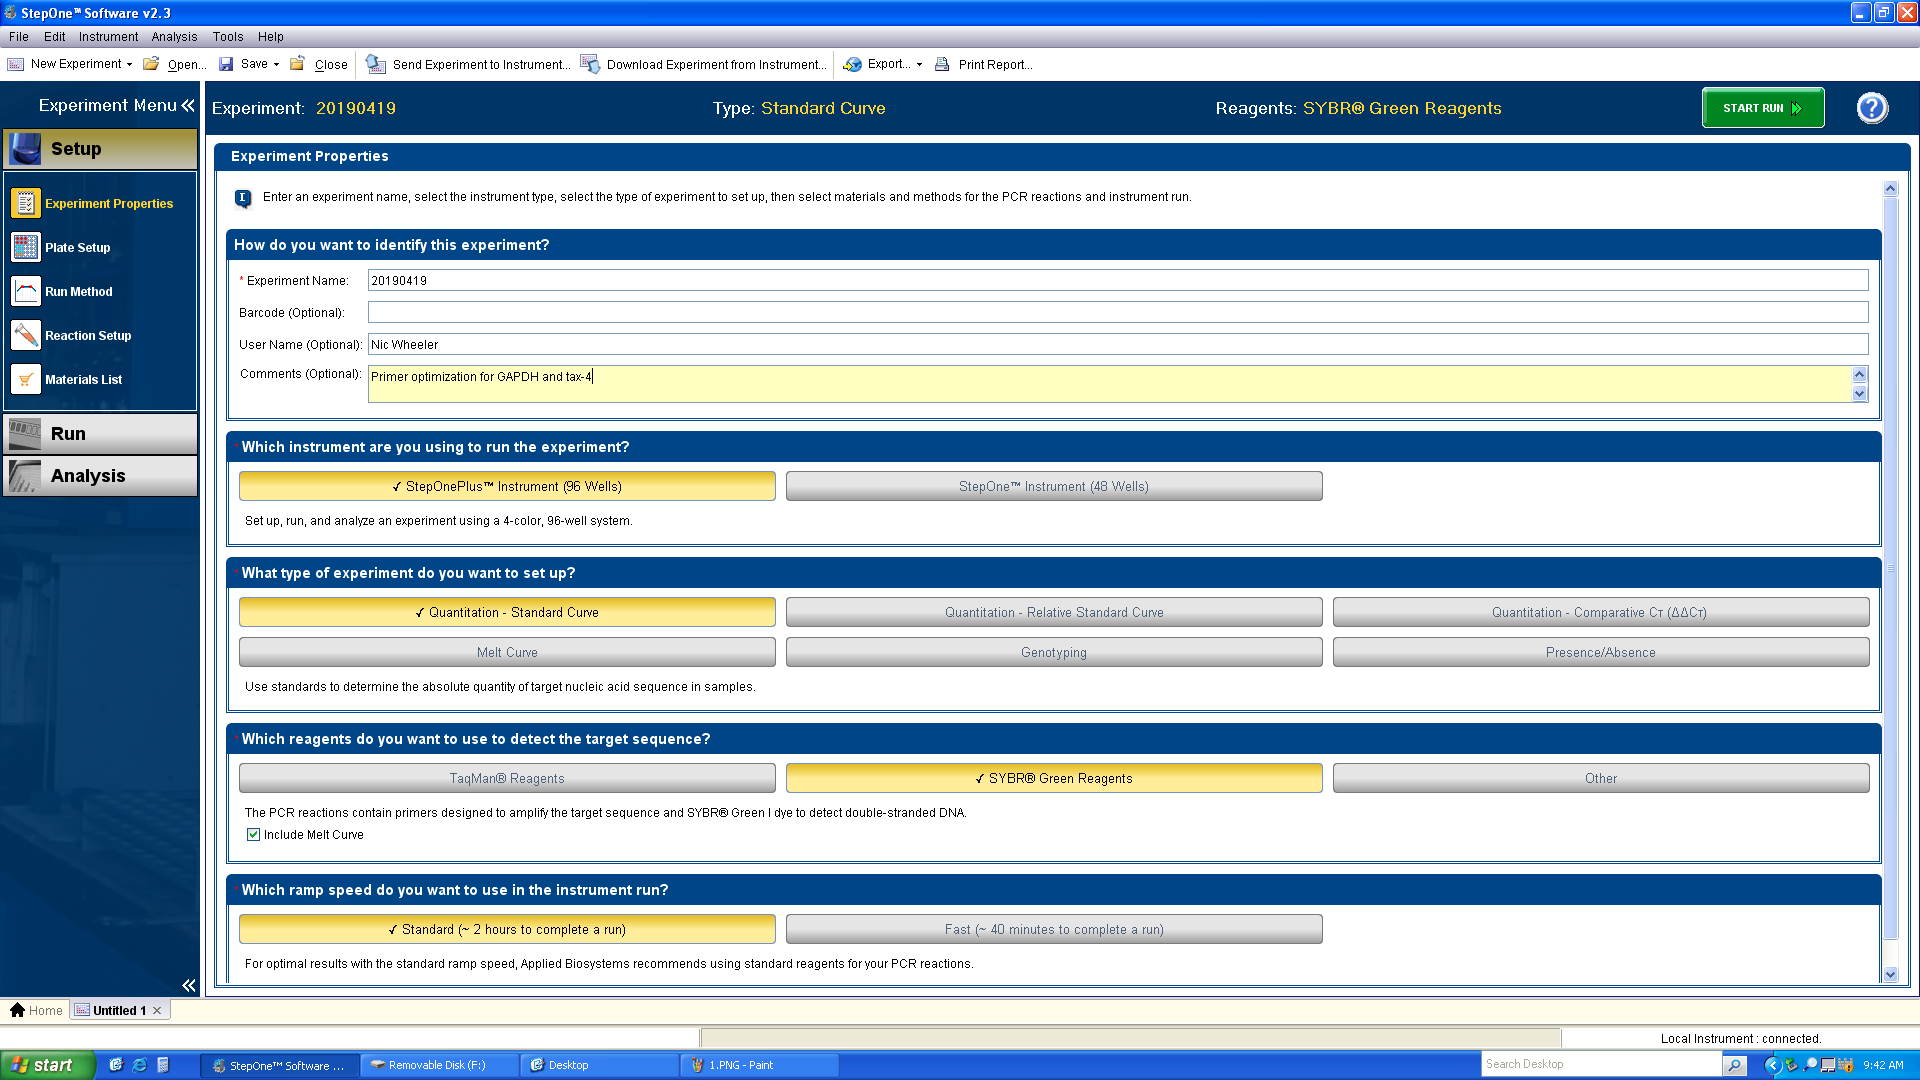 StepOne™ Software v2.3
File Edit Instrument Analysis Tools Help
New Experiment Open... Save Close Send Experiment to Instrument... Download Experiment from Instrument... Export... Print Report...
Experiment Menu
Experiment: 20190419 Type: Standard Curve Reagents: SYBR® Green Reagents START RUN
Setup
Experiment Properties
Plate Setup
Run Method
Reaction Setup
Materials List
Run
Analysis
Experiment Properties
Enter an experiment name, select the instrument type, select the type of experiment to set up, then select materials and methods for the PCR reactions and instrument run.
How do you want to identify this experiment?
* Experiment Name: 20190419
Barcode (Optional):
User Name (Optional): Nic Wheeler
Comments (Optional): Primer optimization for GAPDH and tax-4
* Which instrument are you using to run the experiment?
✓ StepOnePlus™ Instrument (96 Wells) StepOne™ Instrument (48 Wells)
Set up, run, and analyze an experiment using a 4-color, 96-well system.
* What type of experiment do you want to set up?
✓ Quantitation - Standard Curve Quantitation - Relative Standard Curve Quantitation - Comparative Cᴛ (ΔΔCᴛ)
Melt Curve Genotyping Presence/Absence
Use standards to determine the absolute quantity of target nucleic acid sequence in samples.
* Which reagents do you want to use to detect the target sequence?
TaqMan® Reagents ✓ SYBR® Green Reagents Other
The PCR reactions contain primers designed to amplify the target sequence and SYBR® Green I dye to detect double-stranded DNA.
Include Melt Curve
* Which ramp speed do you want to use in the instrument run?
✓ Standard (~ 2 hours to complete a run) Fast (~ 40 minutes to complete a run)
For optimal results with the standard ramp speed, Applied Biosystems recommends using standard reagents for your PCR reactions.
Home Untitled 1
Local Instrument : connected.
start StepOne™ Software ... Removable Disk (F:) Desktop 1.PNG - Paint Search Desktop 9:42 AM